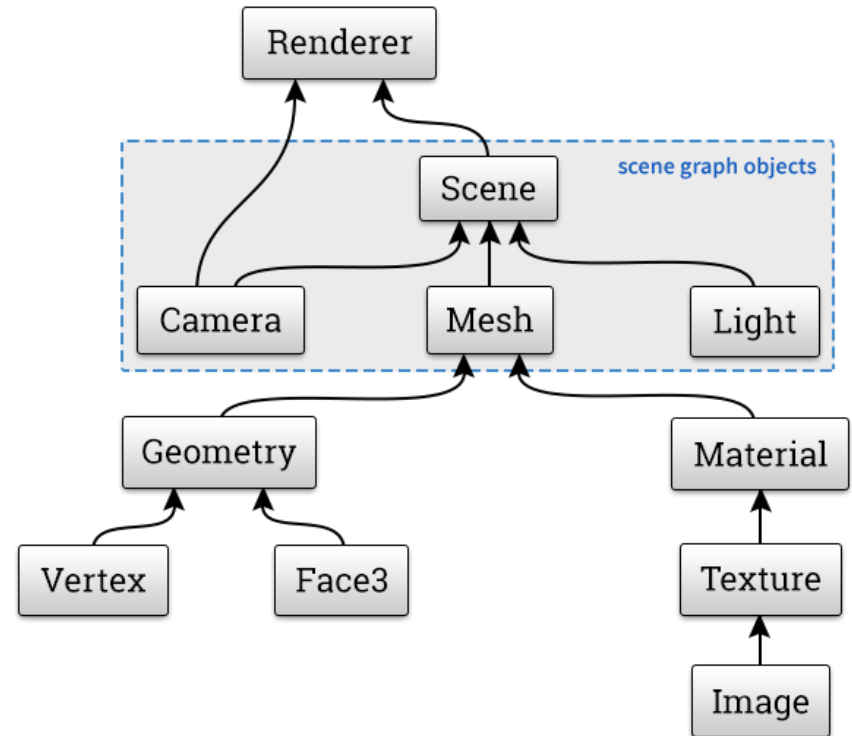 Renderer
scene graph objects
Scene
Camera
Mesh
Light
Geometry
Material
Vertex
Face3
Texture
Image